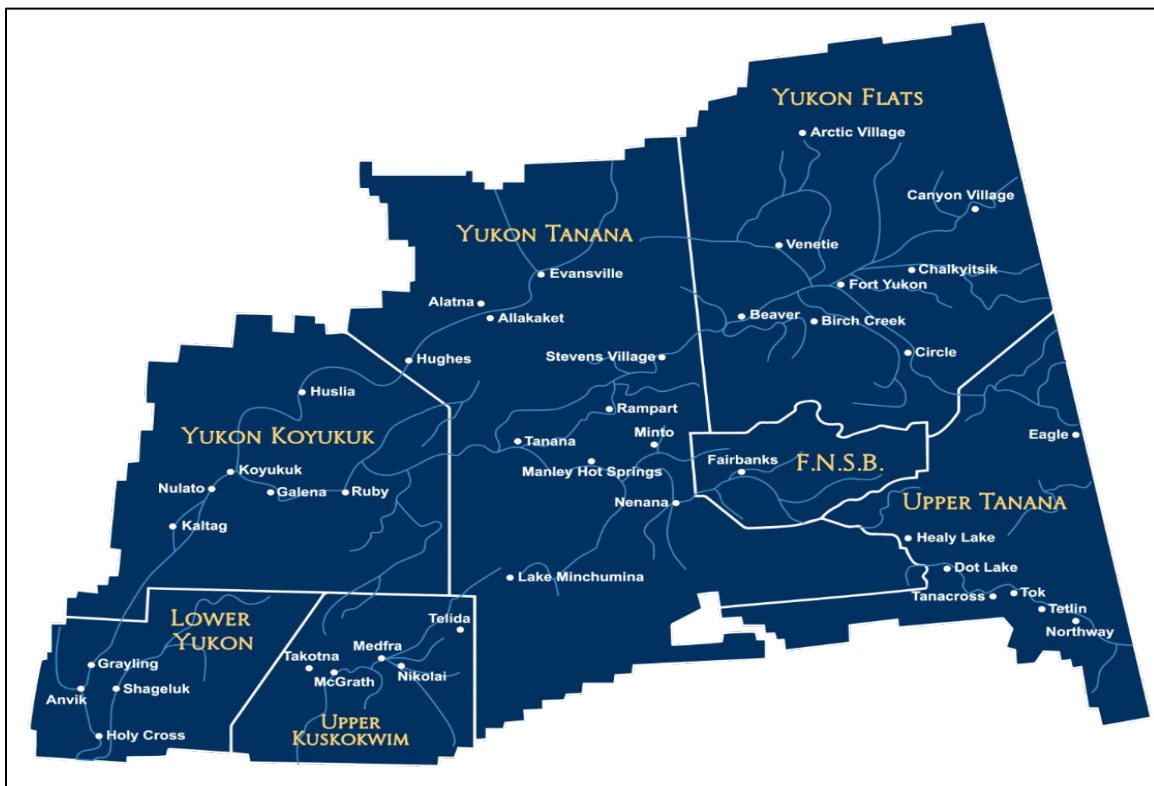 YUKON FLATS
Arctic Village
Canyon Village
YUKON TANANA
Venetie
Evansville
Chalkyitsik
Fort Yukon
Alatna
Allakaket
Beaver
Birch Creek
Circle
Hughes
Stevens Village
Huslia
Rampart
YUKON KOYUKUK
Minto
Eagle
Tanana
Fairbanks
F.N.S.B.
Manley Hot Springs
Koyukuk
Nulato
Galena
Ruby
Nenana
UPPER TANANA
Kaltag
Healy Lake
Dot Lake
Lake Minchumina
Tanacross
Tok
Tetlin
Northway
LOWER
YUKON
Telida
Medfra
Takotna
Grayling
McGrath
Nikolai
Anvik
Shageluk
UPPER
KUSKOKWIM
Holy Cross